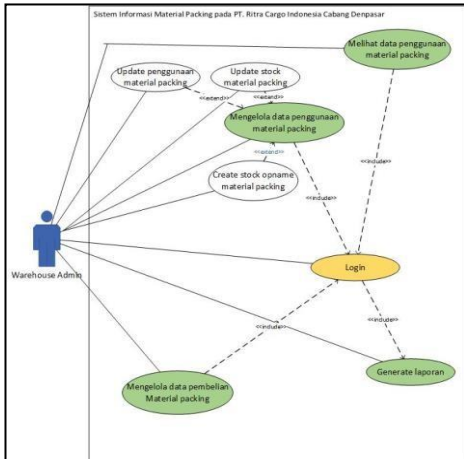 Sistem Informasi Material Packing pada PT. Ritra Cargo Indonesia Cabang Denpasar
Melihat data penggunaan
material packing
Update penggunaan
material packing
Update stock
material packing
<<extend>>
<<extend>>
Mengelola data penggunaan
material packing
<<extend>>
<<include>>
<<include>>
Create stock opname
material packing
Warehouse Admin
Login
<<include>>
<<include>>
Mengelola data pembelian
Material packing
Generate laporan